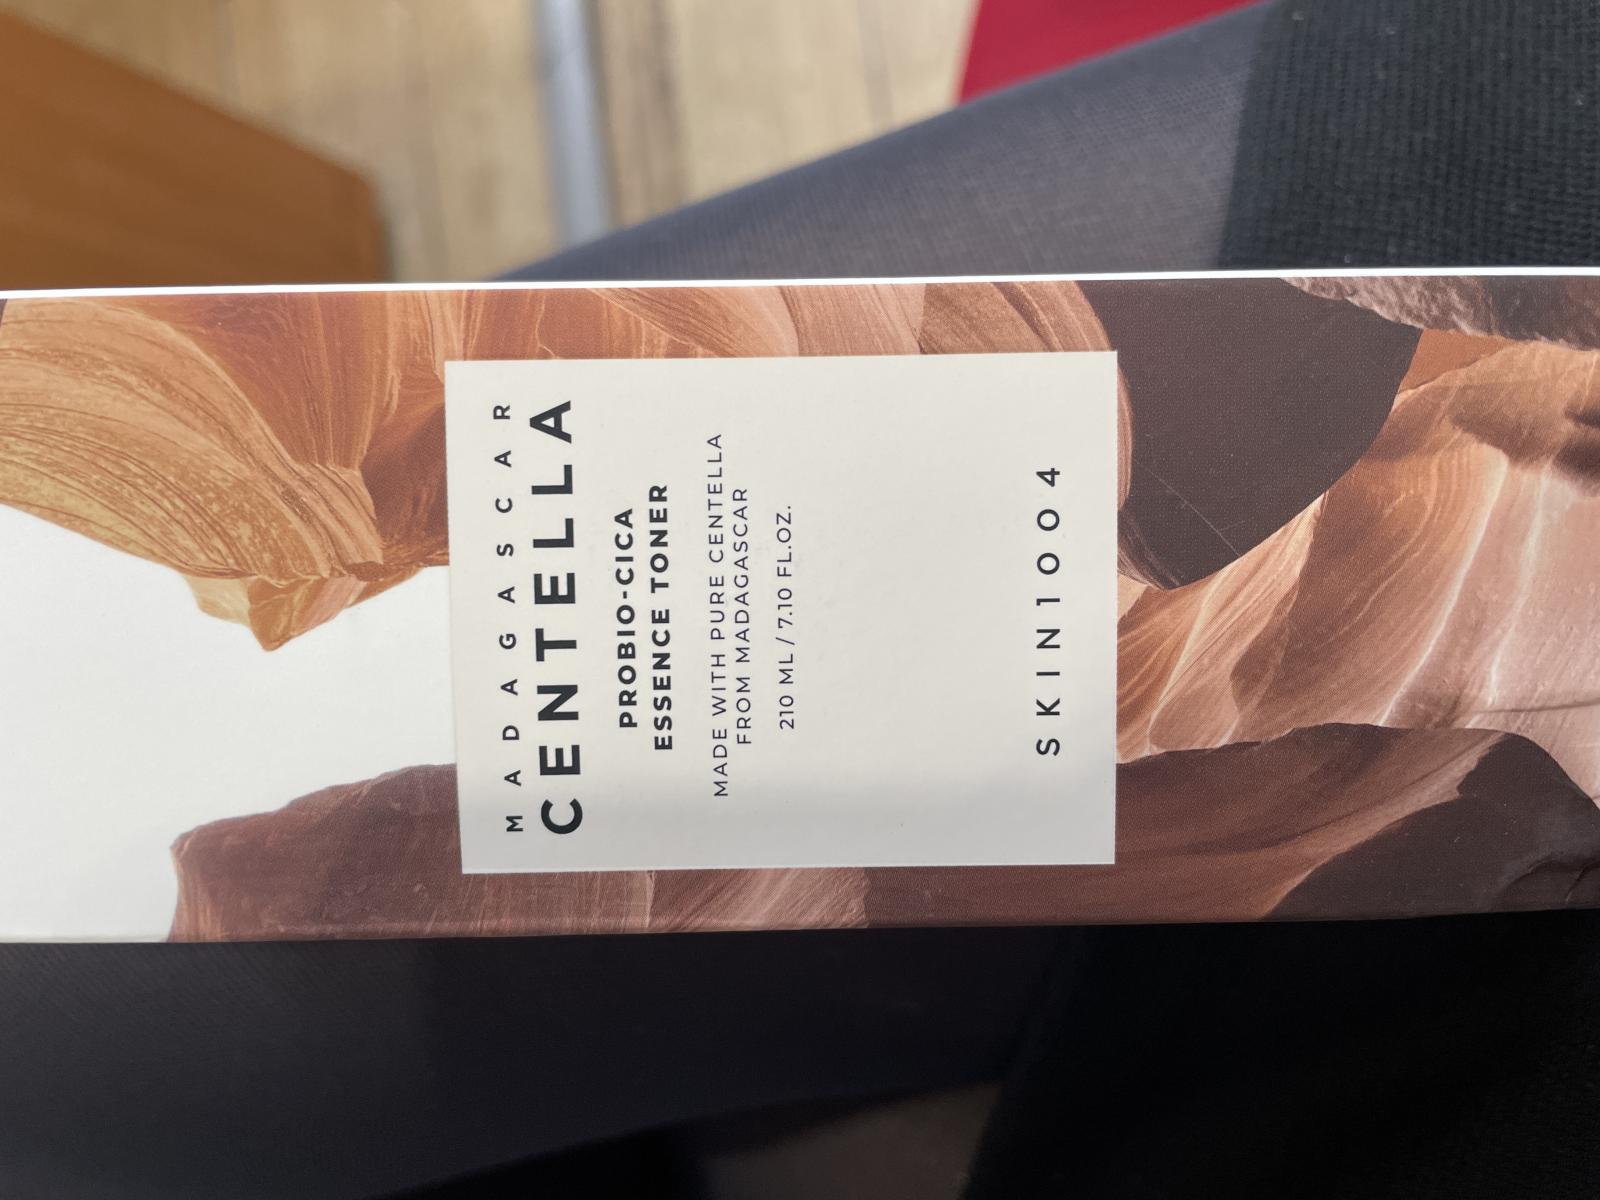 MADAGASCAR
CENTELLA
PROBIO-CICA
ESSENCE TONER
MADE WITH PURE CENTELLA
FROM MADAGASCAR
210 ML / 7.10 FL.OZ.
SKIN1004